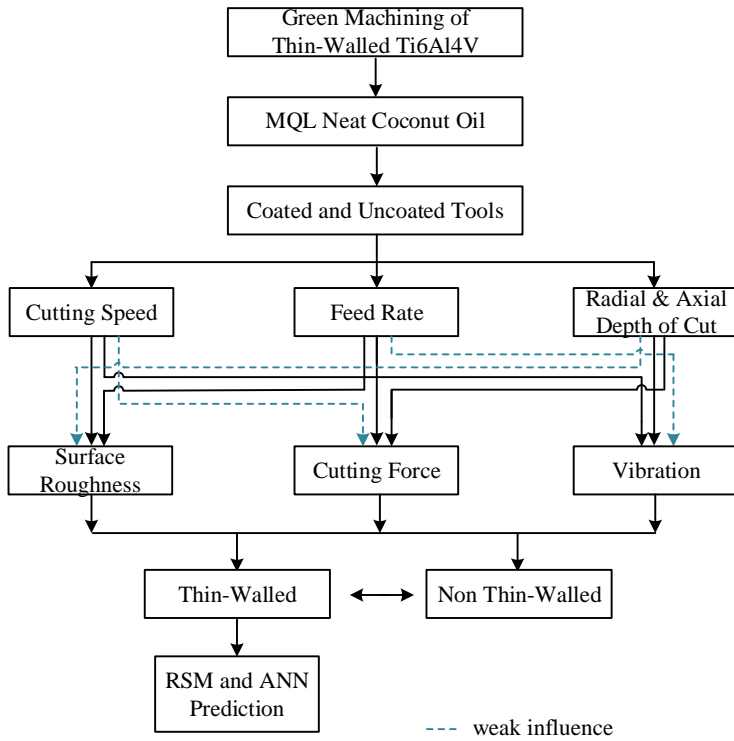 Green Machining of
Thin-Walled Ti6Al4V
MQL Neat Coconut Oil
Coated and Uncoated Tools
Cutting Speed
Feed Rate
Radial & Axial
Depth of Cut
Surface
Roughness
Cutting Force
Vibration
Thin-Walled
Non Thin-Walled
RSM and ANN
Prediction
weak influence